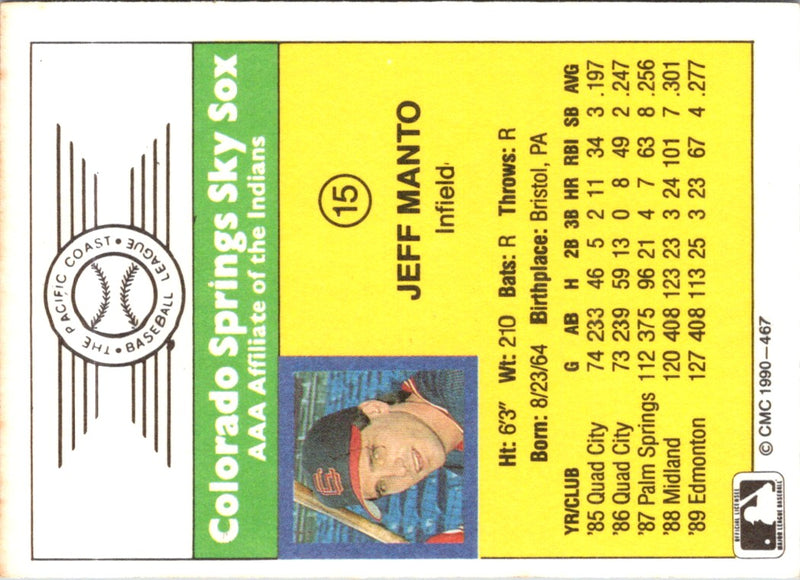 THE PACIFIC COAST • BASEBALL LEAGUE •
Colorado Springs Sky Sox
AAA Affiliate of the Indians
15
JEFF MANTO
Infield
Ht: 6'3" Wt: 210 Bats: R Throws: R
Born: 8/23/64 Birthplace: Bristol, PA
YR/CLUB G AB H 2B 3B HR RBI SB AVG
'85 Quad City 74 233 46 5 2 11 34 3 .197
'86 Quad City 73 239 59 13 0 8 49 2 .247
'87 Palm Springs 112 375 96 21 4 7 63 8 .256
'88 Midland 120 408 123 23 3 24 101 7 .301
'89 Edmonton 127 408 113 25 3 23 67 4 .277
© CMC 1990—467
OFFICIAL LICENSEE
MAJOR LEAGUE BASEBALL